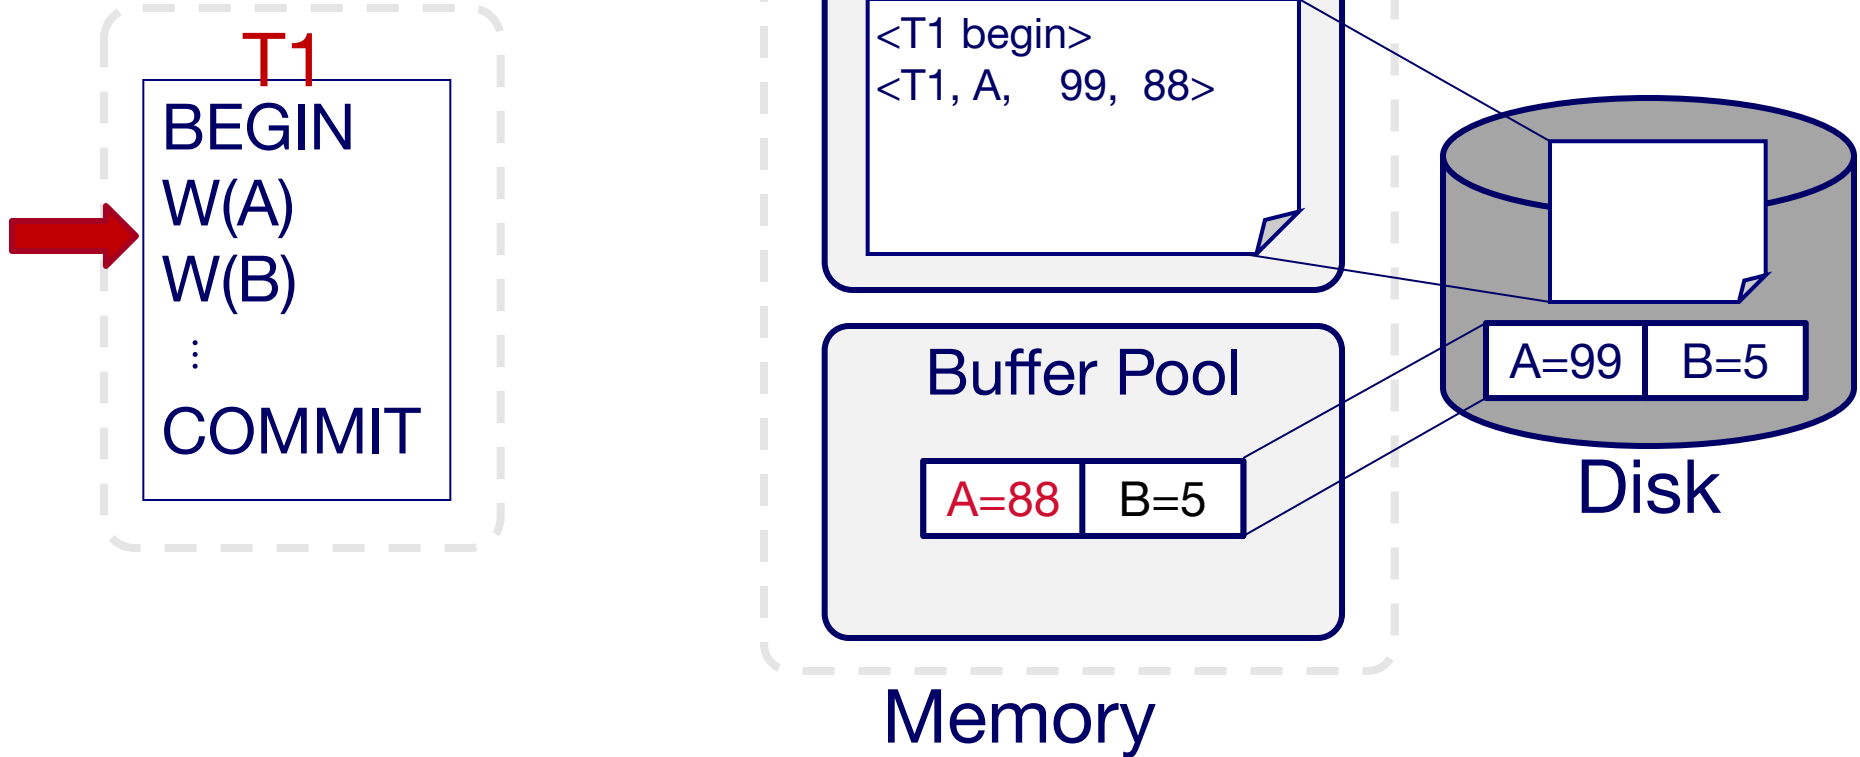 T1
BEGIN
W(A)
W(B)
⋮
COMMIT
<T1 begin>
<T1, A, 99, 88>
Buffer Pool
A=88 B=5
Memory
A=99 B=5
Disk